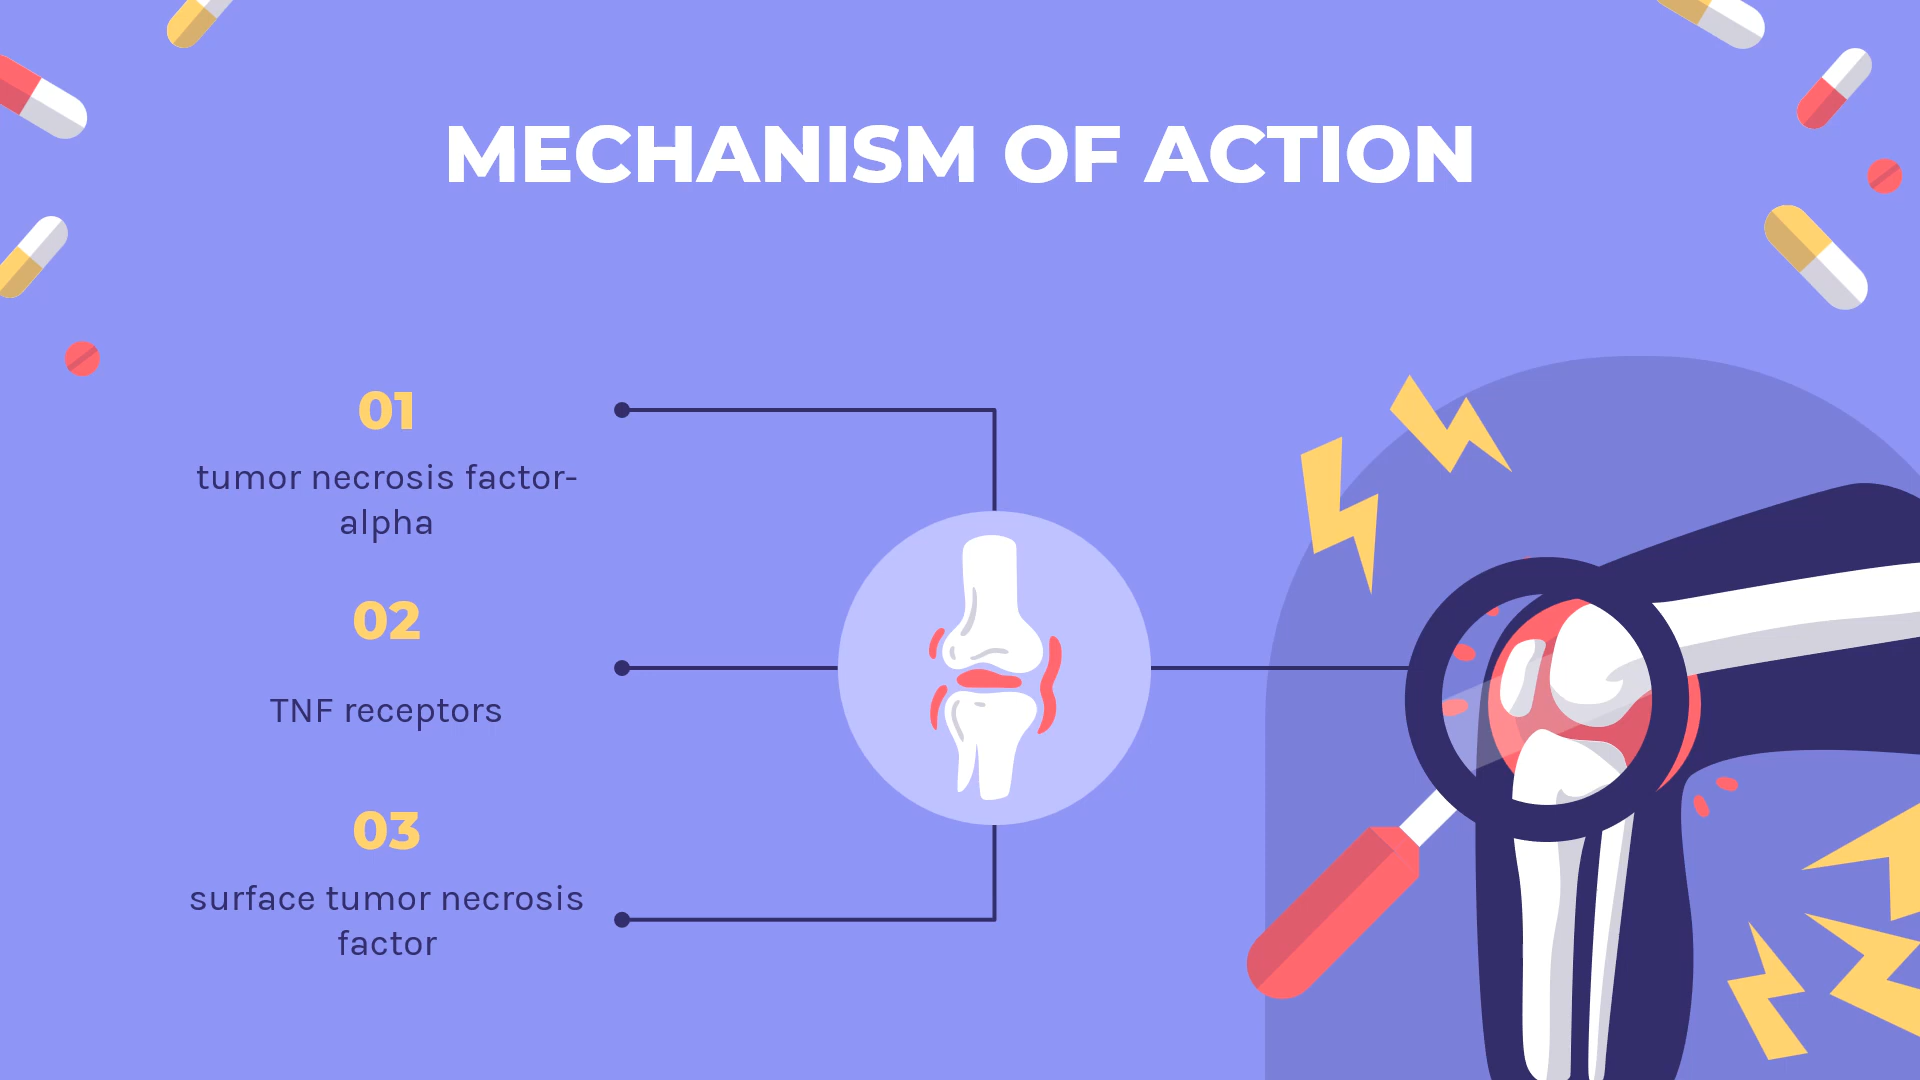 MECHANISM OF ACTION
01
tumor necrosis factor-
alpha
02
TNF receptors
03
surface tumor necrosis
factor